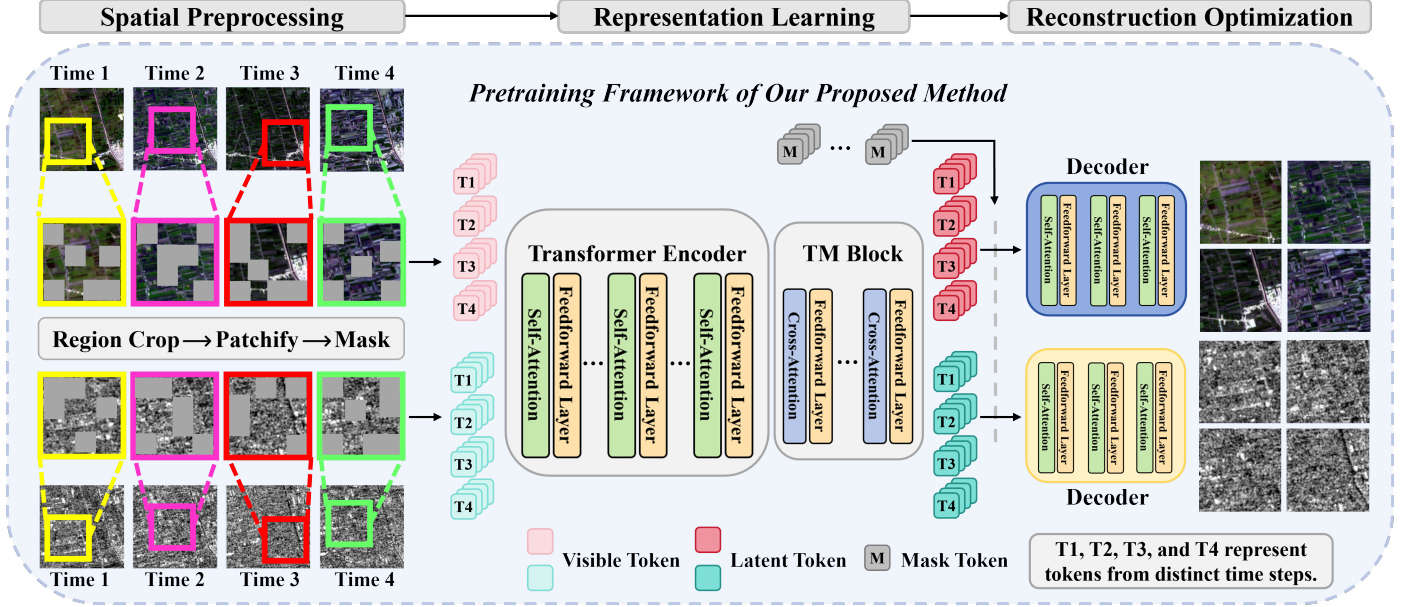 Spatial Preprocessing
Representation Learning
Reconstruction Optimization
Time 1
Time 2
Time 3
Time 4
Pretraining Framework of Our Proposed Method
M
...
M
T1
T2
T3
T4
T1
T2
T3
T4
Region Crop→Patchify→Mask
Transformer Encoder
Self-Attention
Feedforward Layer
...
Self-Attention
Feedforward Layer
...
Self-Attention
Feedforward Layer
TM Block
Cross-Attention
Feedforward Layer
...
Cross-Attention
Feedforward Layer
T1
T2
T3
T4
T1
T2
T3
T4
Decoder
Self-Attention
Feedforward Layer
Self-Attention
Feedforward Layer
Self-Attention
Feedforward Layer
Self-Attention
Feedforward Layer
Self-Attention
Feedforward Layer
Self-Attention
Feedforward Layer
Decoder
Time 1
Time 2
Time 3
Time 4
Visible Token
Latent Token
M
Mask Token
T1, T2, T3, and T4 represent
tokens from distinct time steps.